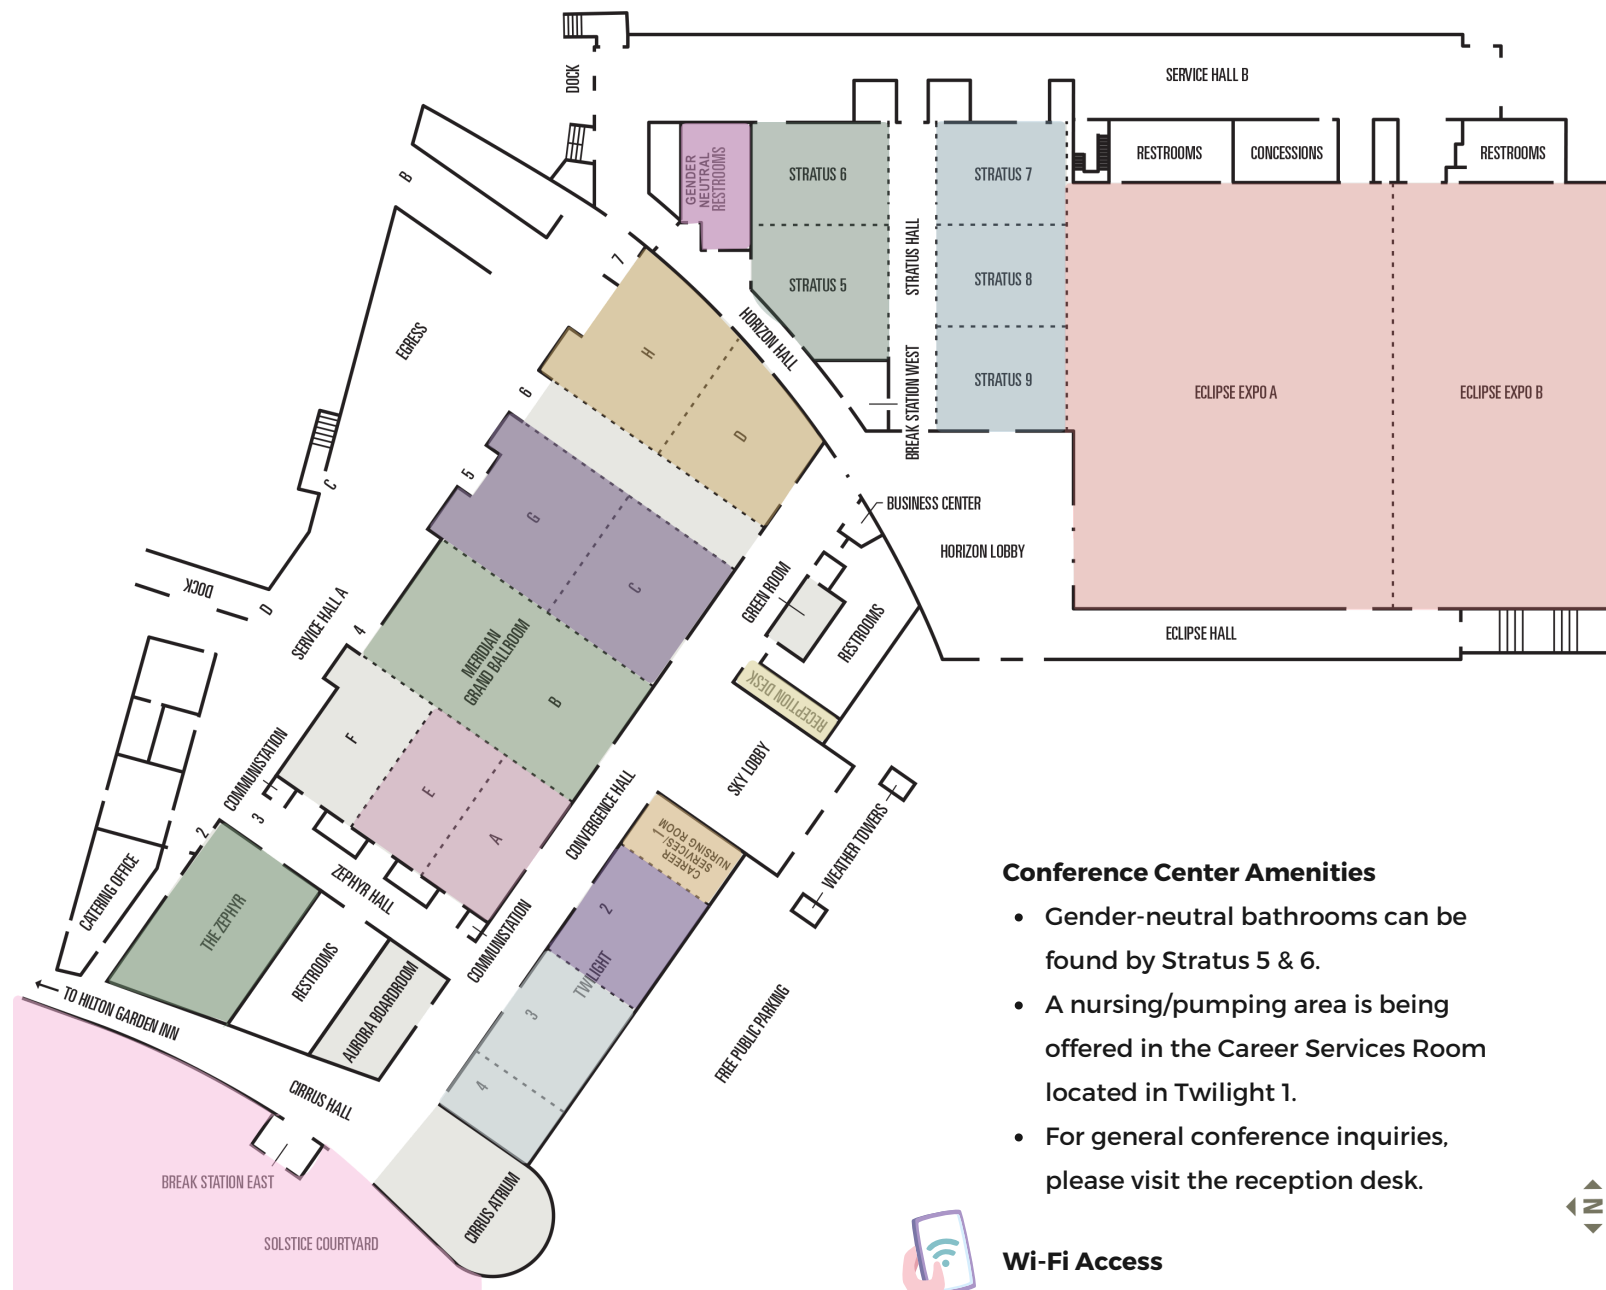 DOCK
SERVICE HALL B
B
GENDER
NEUTRAL
RESTROOMS
STRATUS 6
STRATUS 7
RESTROOMS
CONCESSIONS
RESTROOMS
STRATUS HALL
7
STRATUS 5
STRATUS 8
EGRESS
HORIZON HALL
H
6
BREAK STATION WEST
STRATUS 9
ECLIPSE EXPO A
ECLIPSE EXPO B
D
C
5
G
BUSINESS CENTER
HORIZON LOBBY
DOCK
D
SERVICE HALL A
4
C
GREEN ROOM
RESTROOMS
ECLIPSE HALL
MERIDIAN
GRAND BALLROOM
B
RECEPTION DESK
F
COMMUNISTATION
SKY LOBBY
E
3
2
A
CONVERGENCE HALL
CAREER
SERVICES/
NURSING ROOM
1
WEATHER TOWERS
CATERING OFFICE
ZEPHYR HALL
THE ZEPHYR
2
COMMUNISTATION
RESTROOMS
TWILIGHT
TO HILTON GARDEN INN
AURORA BOARDROOM
3
FREE PUBLIC PARKING
4
CIRRUS HALL
BREAK STATION EAST
CIRRUS ATRIUM
SOLSTICE COURTYARD
Conference Center Amenities
• Gender-neutral bathrooms can be
found by Stratus 5 & 6.
• A nursing/pumping area is being
offered in the Career Services Room
located in Twilight 1.
• For general conference inquiries,
please visit the reception desk.
N
Wi-Fi Access